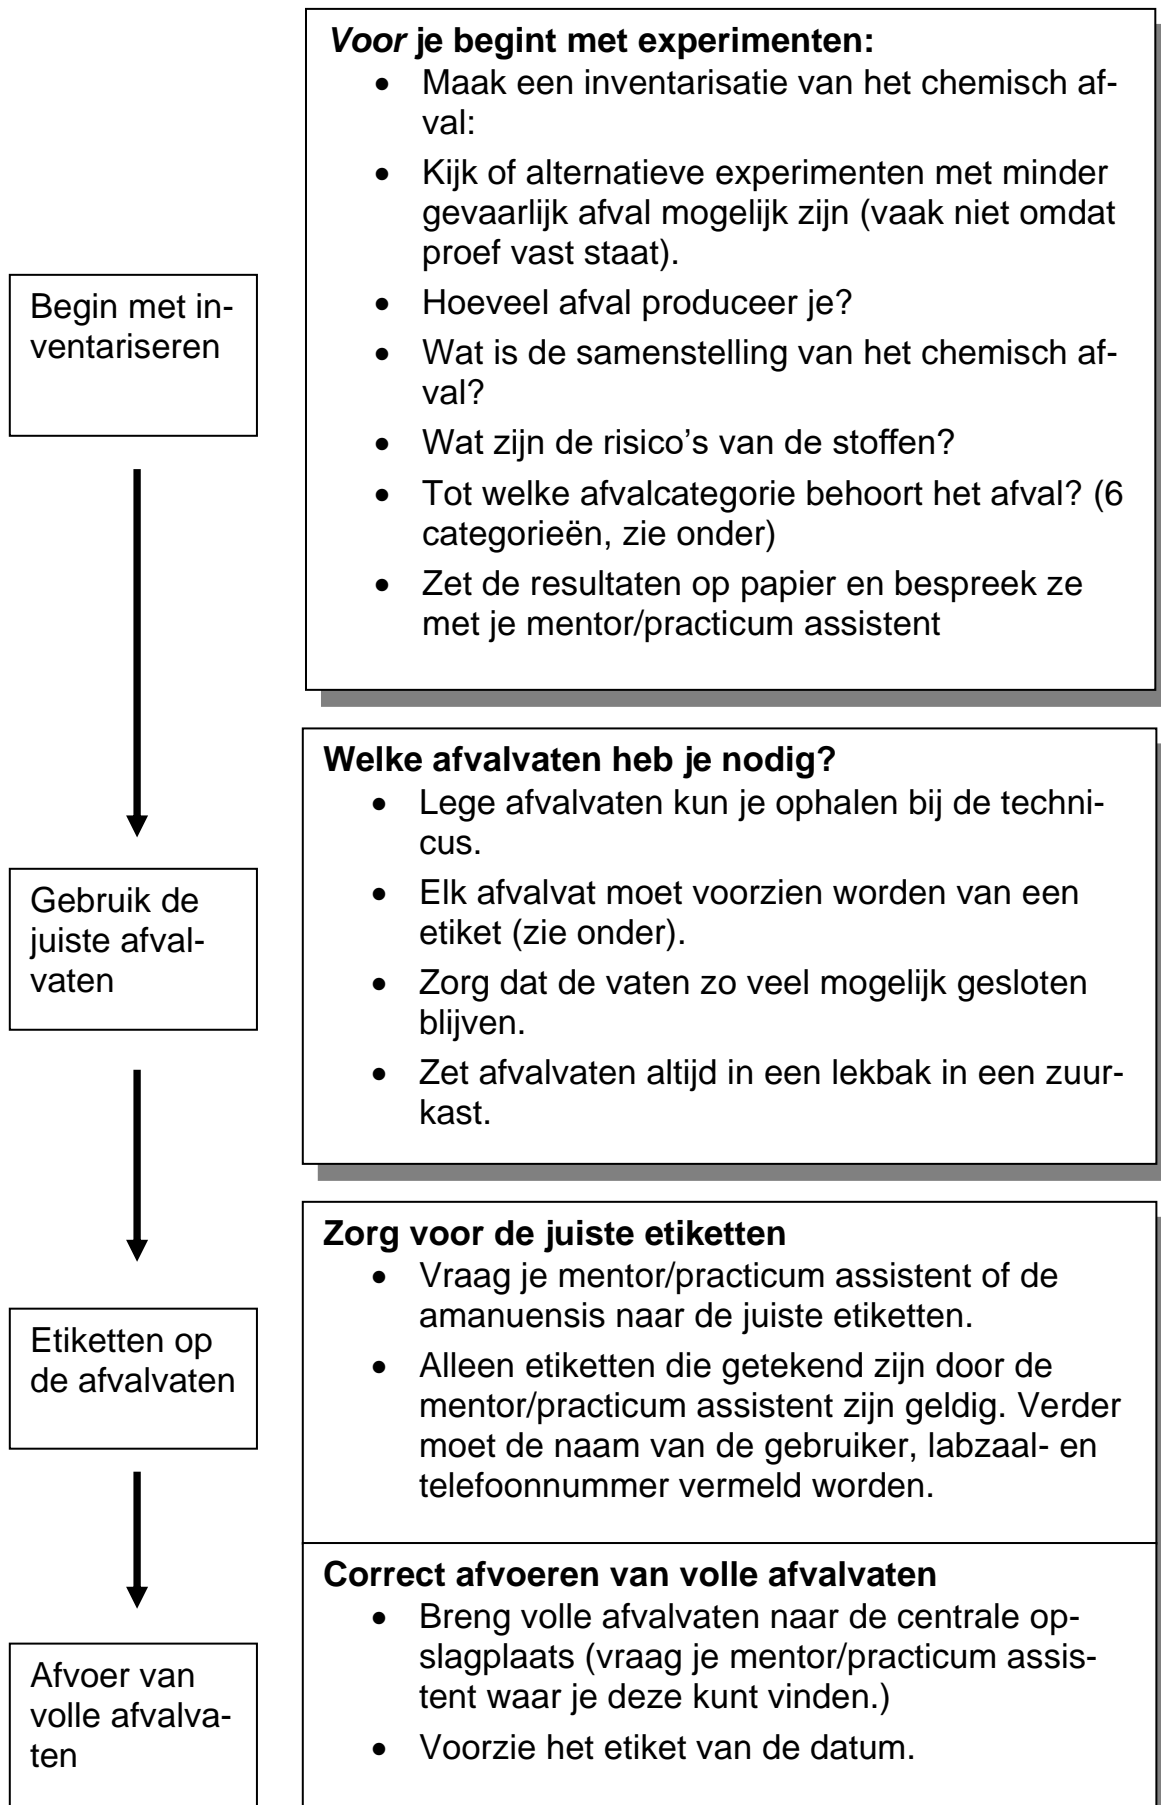 Voor je begint met experimenten:
• Maak een inventarisatie van het chemisch af-
val:
• Kijk of alternatieve experimenten met minder
gevaarlijk afval mogelijk zijn (vaak niet omdat
proef vast staat).
• Hoeveel afval produceer je?
• Wat is de samenstelling van het chemisch af-
val?
• Wat zijn de risico’s van de stoffen?
• Tot welke afvalcategorie behoort het afval? (6
categorieën, zie onder)
• Zet de resultaten op papier en bespreek ze
met je mentor/practicum assistent
Begin met in-
ventariseren
Welke afvalvaten heb je nodig?
• Lege afvalvaten kun je ophalen bij de techni-
cus.
• Elk afvalvat moet voorzien worden van een
etiket (zie onder).
• Zorg dat de vaten zo veel mogelijk gesloten
blijven.
• Zet afvalvaten altijd in een lekbak in een zuur-
kast.
Gebruik de
juiste afval-
vaten
Zorg voor de juiste etiketten
• Vraag je mentor/practicum assistent of de
amanuensis naar de juiste etiketten.
• Alleen etiketten die getekend zijn door de
mentor/practicum assistent zijn geldig. Verder
moet de naam van de gebruiker, labzaal- en
telefoonnummer vermeld worden.
Etiketten op
de afvalvaten
Correct afvoeren van volle afvalvaten
• Breng volle afvalvaten naar de centrale op-
slagplaats (vraag je mentor/practicum assis-
tent waar je deze kunt vinden.)
• Voorzie het etiket van de datum.
Afvoer van
volle afvalva-
ten